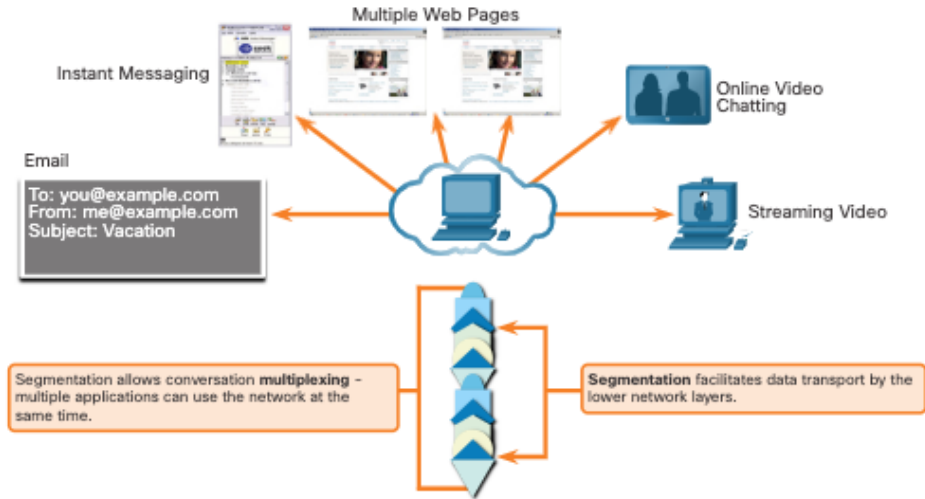 Multiple Web Pages
Instant Messaging
Online Video
Chatting
Email
To: you@example.com
From: me@example.com
Subject: Vacation
Streaming Video
Segmentation allows conversation multiplexing -
multiple applications can use the network at the
same time.
Segmentation facilitates data transport by the
lower network layers.